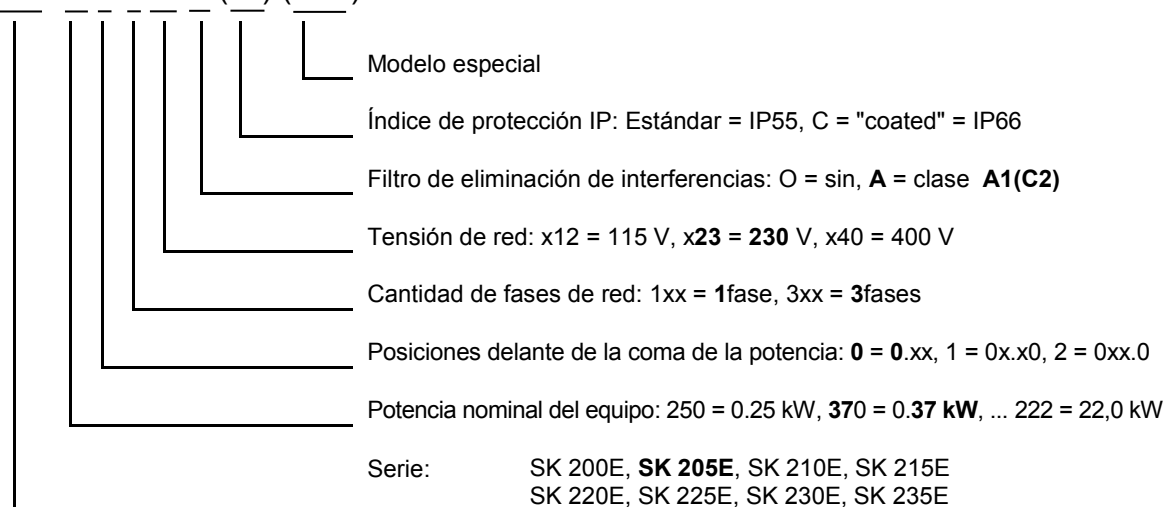 Modelo especial
Índice de protección IP: Estándar = IP55, C = "coated" = IP66
Filtro de eliminación de interferencias: O = sin, A = clase A1(C2)
Tensión de red: x12 = 115 V, x23 = 230 V, x40 = 400 V
Cantidad de fases de red: 1xx = 1fase, 3xx = 3fases
Posiciones delante de la coma de la potencia: 0 = 0.xx, 1 = 0x.x0, 2 = 0xx.0
Potencia nominal del equipo: 250 = 0.25 kW, 370 = 0.37 kW, ... 222 = 22,0 kW
Serie: SK 200E, SK 205E, SK 210E, SK 215E
SK 220E, SK 225E, SK 230E, SK 235E